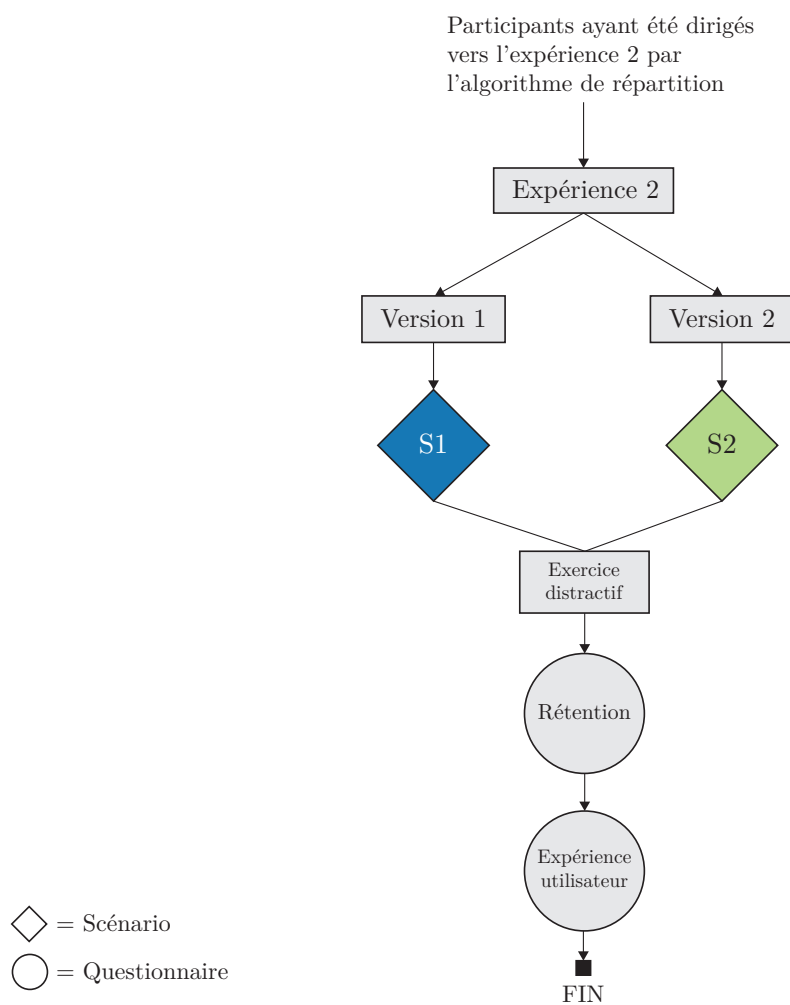 Participants ayant été dirigés
vers l'expérience 2 par
l'algorithme de répartition
Expérience 2
Version 1
Version 2
S1
S2
Exercice
distractif
Rétention
Expérience
utilisateur
= Scénario
= Questionnaire
FIN